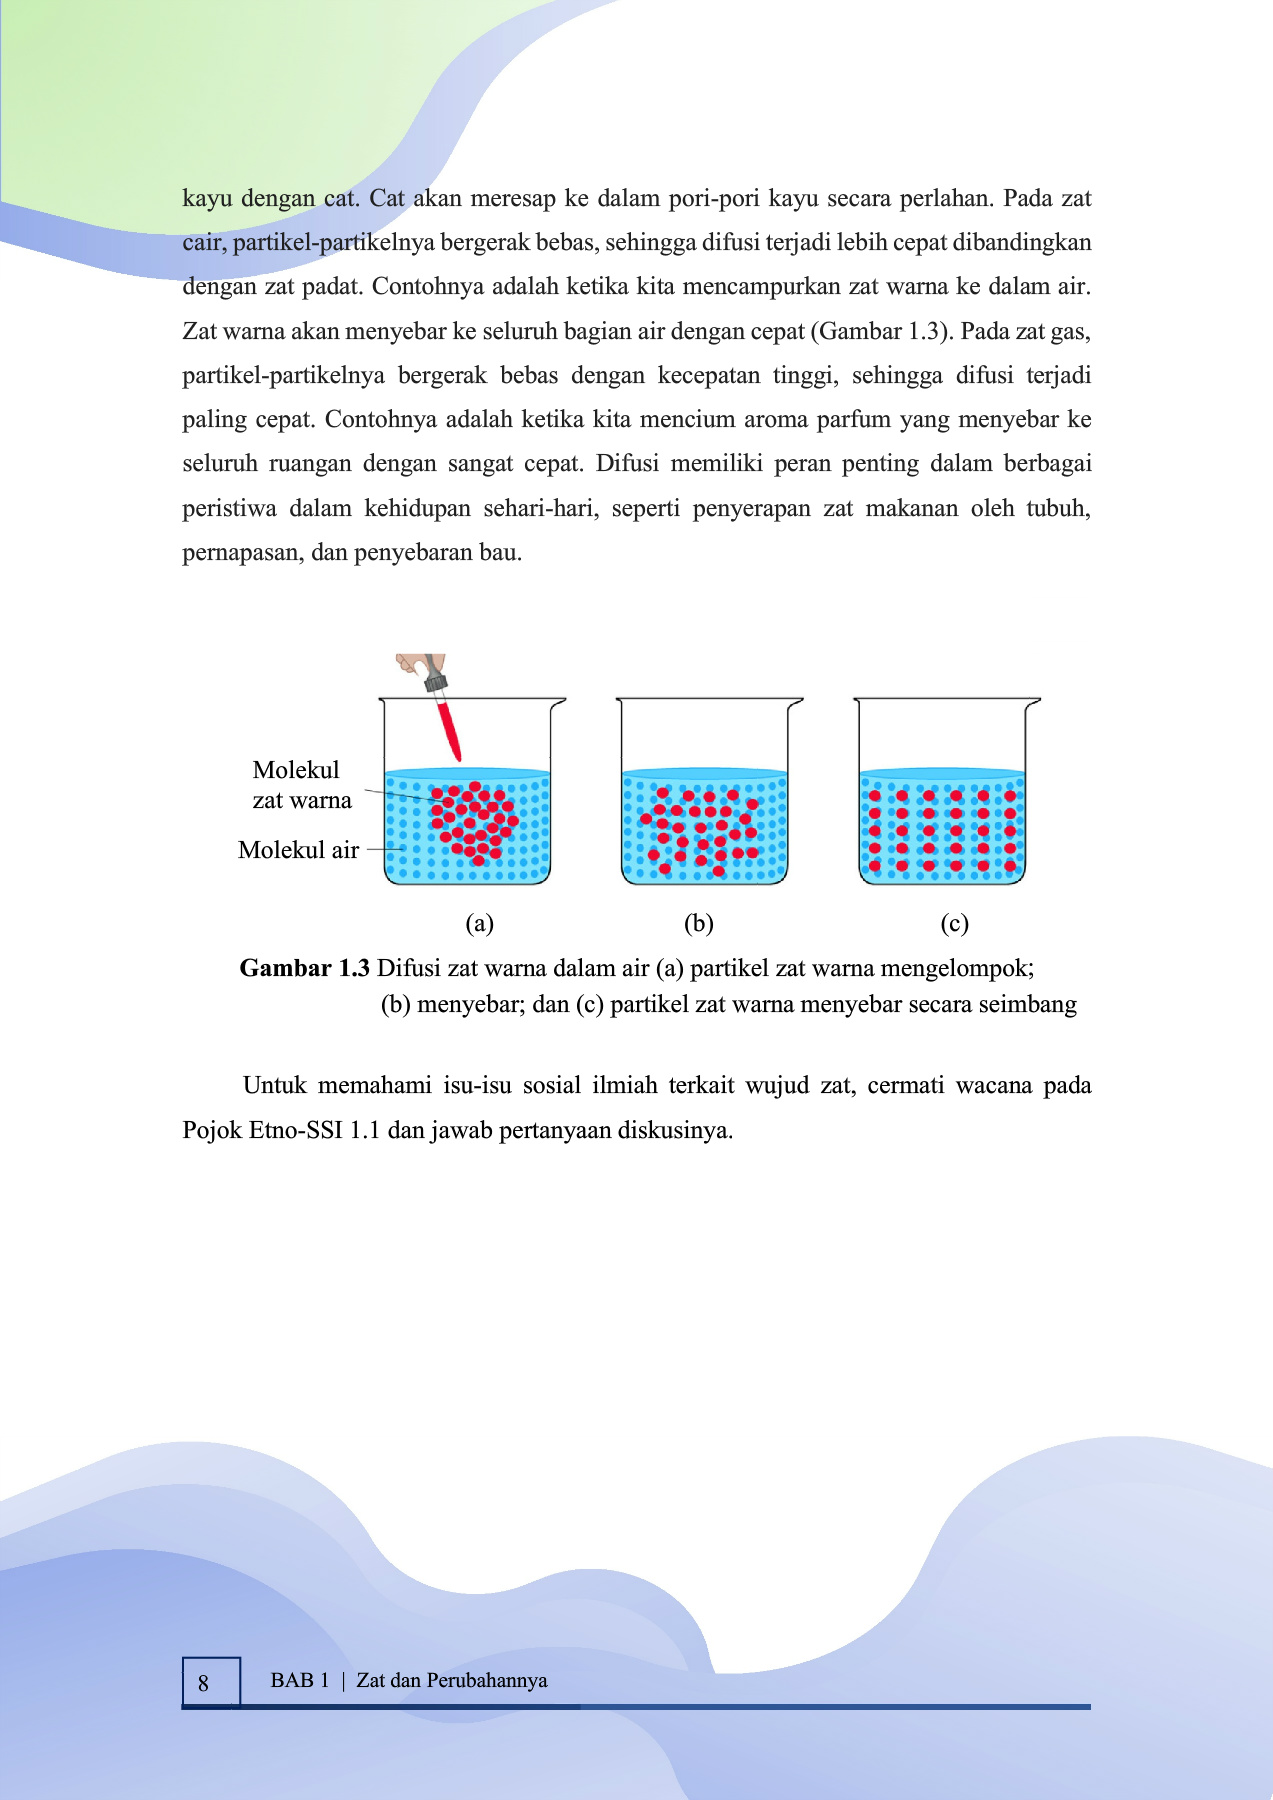 kayu dengan cat. Cat akan meresap ke dalam pori-pori kayu secara perlahan. Pada zat
cair, partikel-partikelnya bergerak bebas, sehingga difusi terjadi lebih cepat dibandingkan
dengan zat padat. Contohnya adalah ketika kita mencampurkan zat warna ke dalam air.
Zat warna akan menyebar ke seluruh bagian air dengan cepat (Gambar 1.3). Pada zat gas,
partikel-partikelnya bergerak bebas dengan kecepatan tinggi, sehingga difusi terjadi
paling cepat. Contohnya adalah ketika kita mencium aroma parfum yang menyebar ke
seluruh ruangan dengan sangat cepat. Difusi memiliki peran penting dalam berbagai
peristiwa dalam kehidupan sehari-hari, seperti penyerapan zat makanan oleh tubuh,
pernapasan, dan penyebaran bau.
Molekul
zat warna
Molekul air
(a) (b) (c)
Gambar 1.3 Difusi zat warna dalam air (a) partikel zat warna mengelompok;
(b) menyebar; dan (c) partikel zat warna menyebar secara seimbang
Untuk memahami isu-isu sosial ilmiah terkait wujud zat, cermati wacana pada
Pojok Etno-SSI 1.1 dan jawab pertanyaan diskusinya.
8 BAB 1 | Zat dan Perubahannya